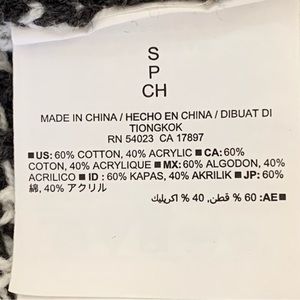 S
P
CH
MADE IN CHINA / HECHO EN CHINA / DIBUAT DI
TIONGKOK
RN 54023 CA 17897
■US: 60% COTTON, 40% ACRYLIC ■ CA: 60%
COTON, 40% ACRYLIQUE ■ MX: 60% ALGODON, 40%
ACRILICO ■ ID : 60% KAPAS, 40% AKRILIK ■ JP: 60%
綿, 40% アクリル
■AE: 60 % قطن, 40 % اكريليك